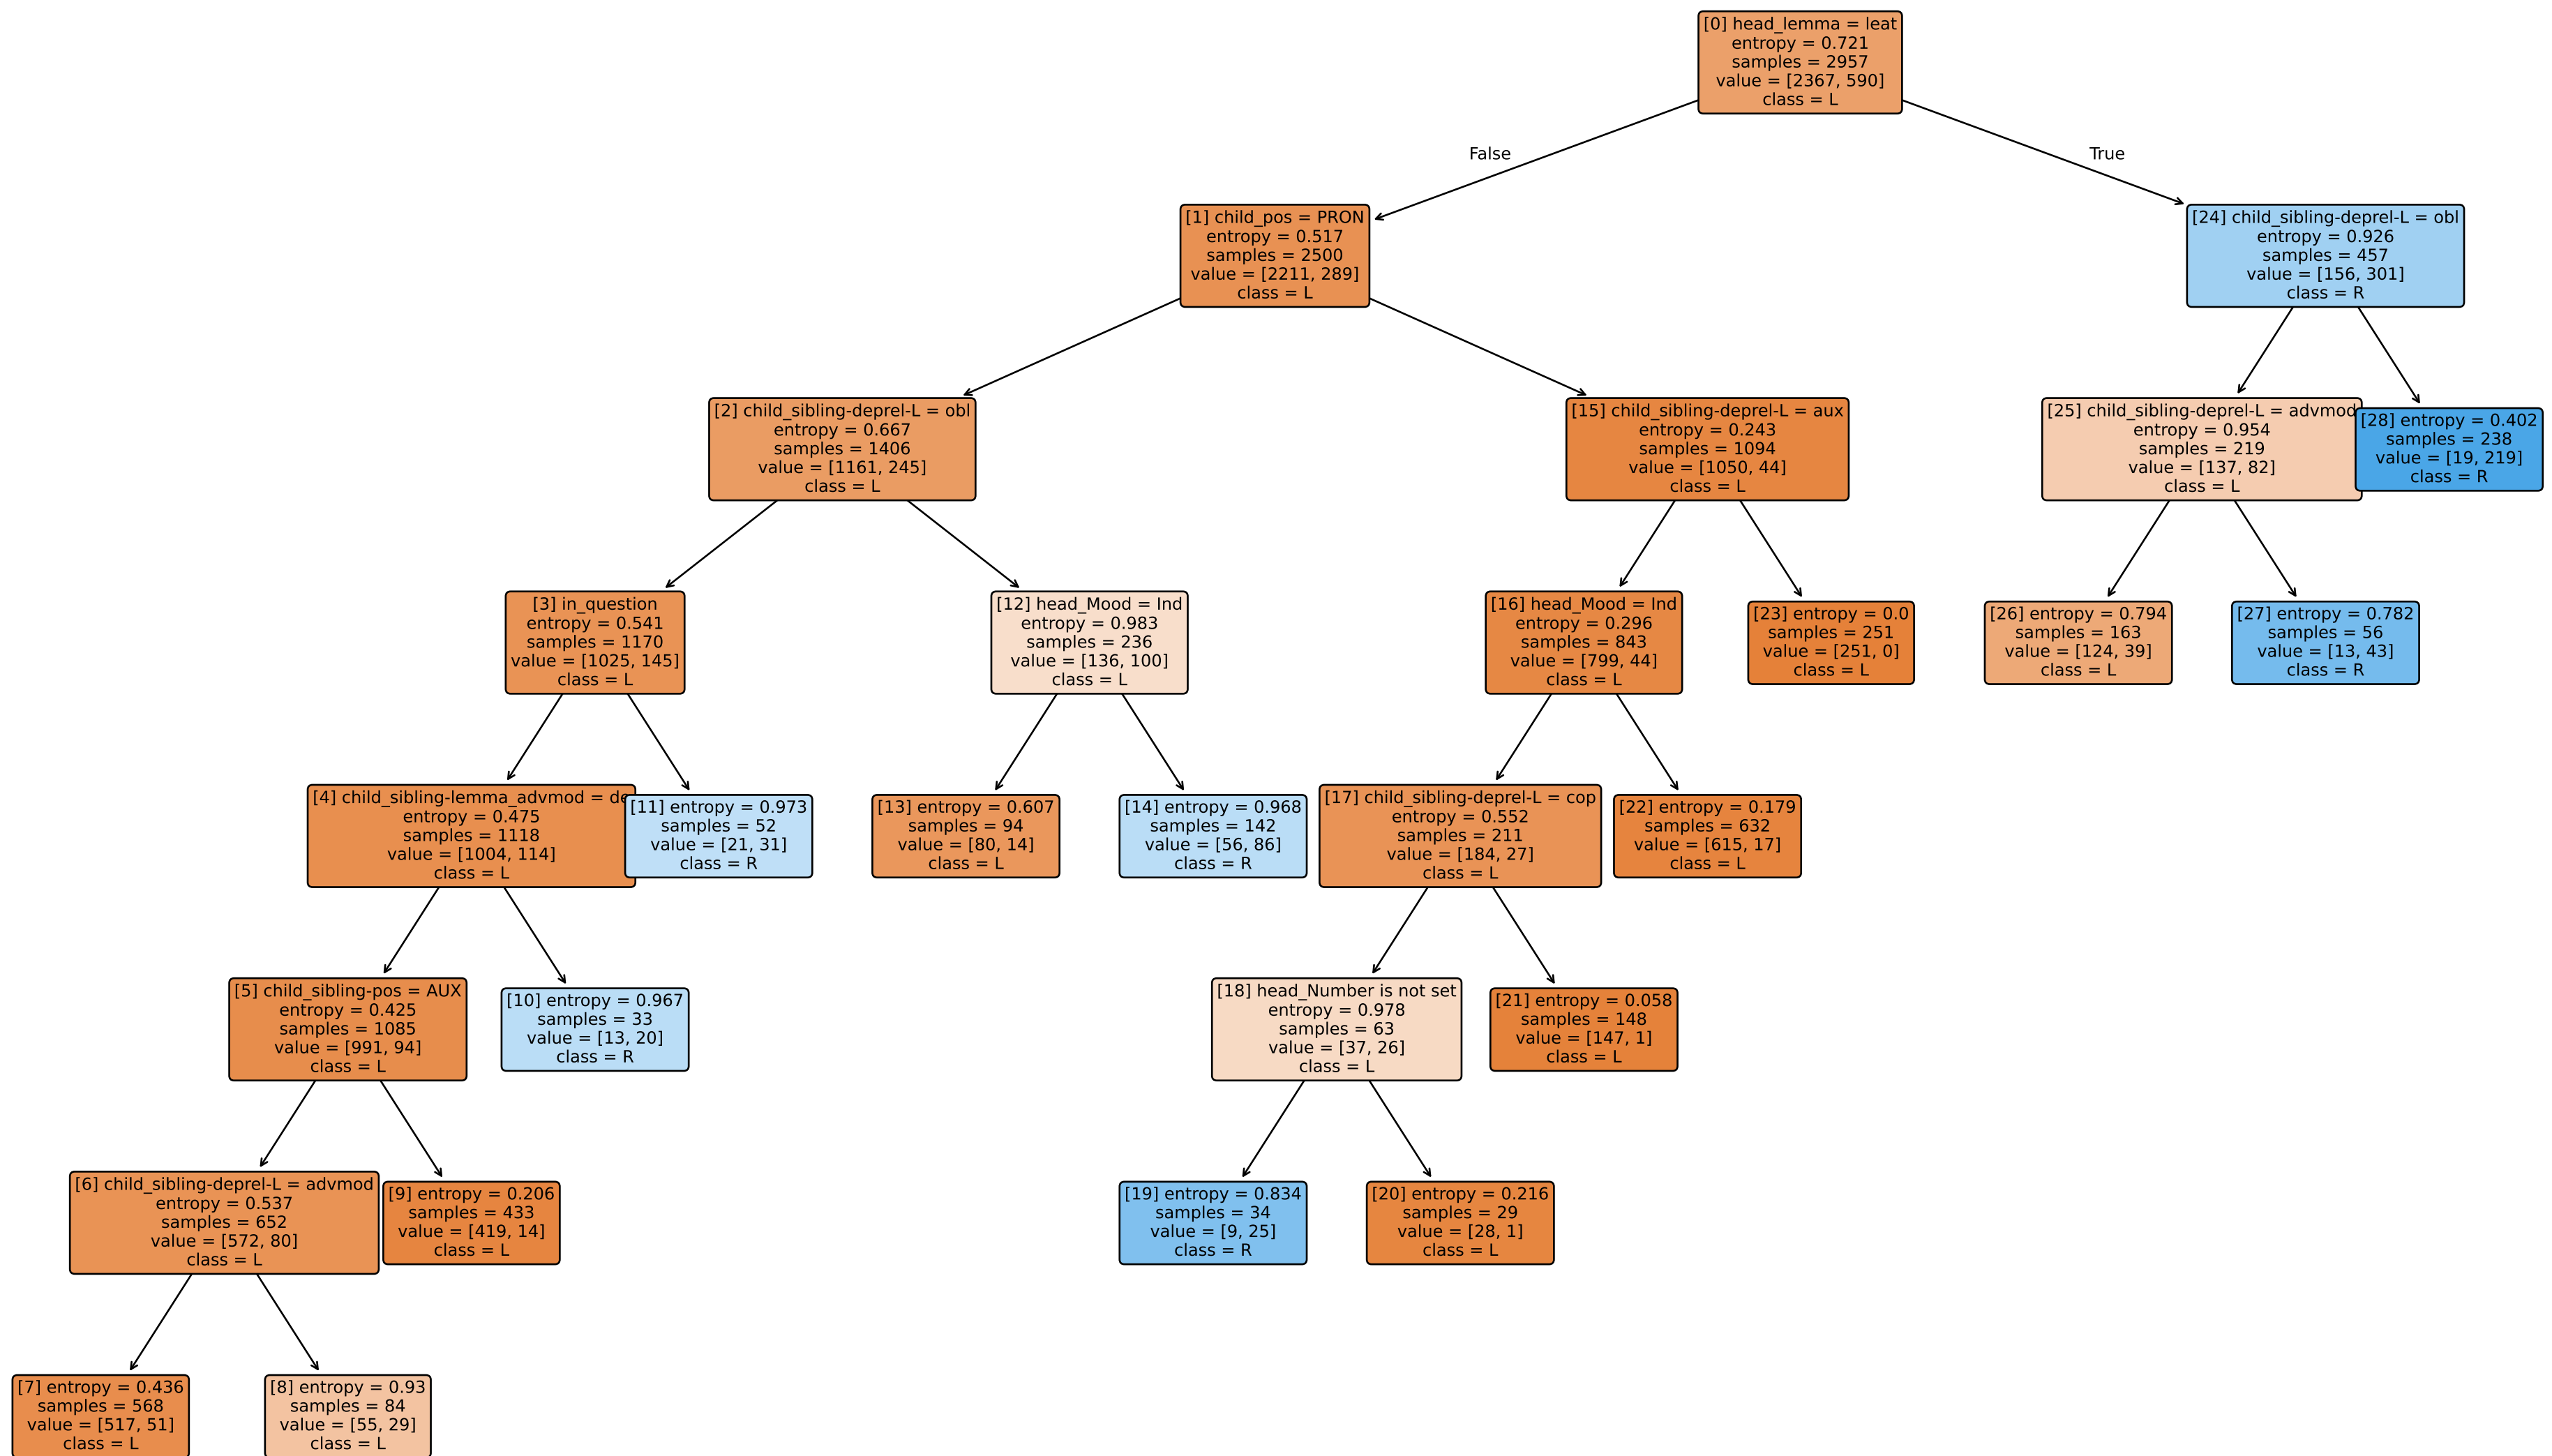 [0] head_lemma = leat
entropy = 0.721
samples = 2957
value = [2367, 590]
class = L
False
True
[1] child_pos = PRON
entropy = 0.517
samples = 2500
value = [2211, 289]
class = L
[24] child_sibling-deprel-L = obl
entropy = 0.926
samples = 457
value = [156, 301]
class = R
[2] child_sibling-deprel-L = obl
entropy = 0.667
samples = 1406
value = [1161, 245]
class = L
[15] child_sibling-deprel-L = aux
entropy = 0.243
samples = 1094
value = [1050, 44]
class = L
[25] child_sibling-deprel-L = advmod
entropy = 0.954
samples = 219
value = [137, 82]
class = L
[28] entropy = 0.402
samples = 238
value = [19, 219]
class = R
[3] in_question
entropy = 0.541
samples = 1170
value = [1025, 145]
class = L
[12] head_Mood = Ind
entropy = 0.983
samples = 236
value = [136, 100]
class = L
[16] head_Mood = Ind
entropy = 0.296
samples = 843
value = [799, 44]
class = L
[23] entropy = 0.0
samples = 251
value = [251, 0]
class = L
[26] entropy = 0.794
samples = 163
value = [124, 39]
class = L
[27] entropy = 0.782
samples = 56
value = [13, 43]
class = R
[4] child_sibling-lemma_advmod =
entropy = 0.475
samples = 1118
value = [1004, 114]
class = L
[11] entropy = 0.973
samples = 52
value = [21, 31]
class = R
[13] entropy = 0.607
samples = 94
value = [80, 14]
class = L
[14] entropy = 0.968
samples = 142
value = [56, 86]
class = R
[17] child_sibling-deprel-L = cop
entropy = 0.552
samples = 211
value = [184, 27]
class = L
[22] entropy = 0.179
samples = 632
value = [615, 17]
class = L
[5] child_sibling-pos = AUX
entropy = 0.425
samples = 1085
value = [991, 94]
class = L
[10] entropy = 0.967
samples = 33
value = [13, 20]
class = R
[18] head_Number is not set
entropy = 0.978
samples = 63
value = [37, 26]
class = L
[21] entropy = 0.058
samples = 148
value = [147, 1]
class = L
[6] child_sibling-deprel-L = advmod
entropy = 0.537
samples = 652
value = [572, 80]
class = L
[9] entropy = 0.206
samples = 433
value = [419, 14]
class = L
[19] entropy = 0.834
samples = 34
value = [9, 25]
class = R
[20] entropy = 0.216
samples = 29
value = [28, 1]
class = L
[7] entropy = 0.436
samples = 568
value = [517, 51]
class = L
[8] entropy = 0.93
samples = 84
value = [55, 29]
class = L